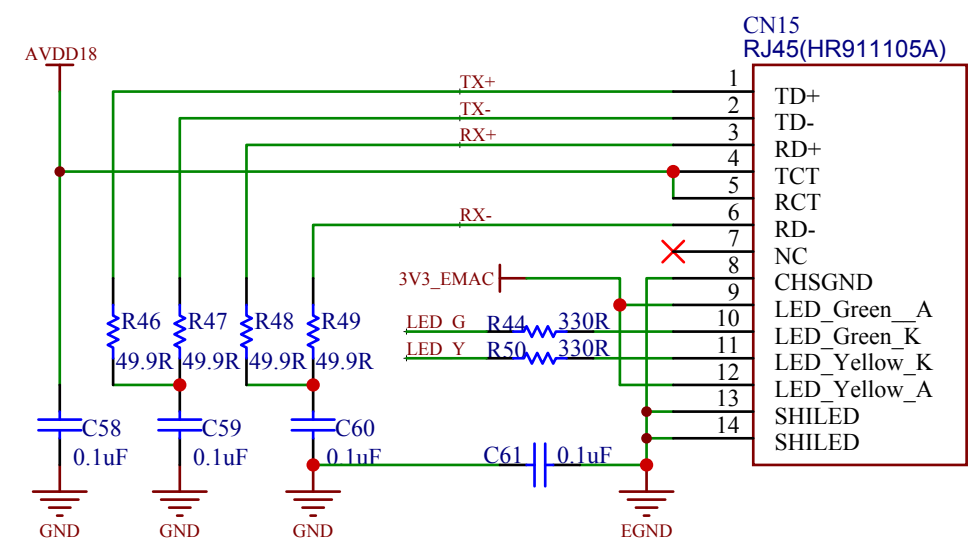 CN15
RJ45(HR911105A)
AVDD18
TX+ 1 TD+
TX- 2 TD-
RX+ 3 RD+
4 TCT
5 RCT
RX- 6 RD-
7 NC
3V3_EMAC 8 CHSGND
9 LED_Green__A
LED_G R44 330R 10 LED_Green_K
LED_Y R50 330R 11 LED_Yellow_K
12 LED_Yellow_A
13 SHILED
14 SHILED
R46 R47 R48 R49
49.9R 49.9R 49.9R 49.9R
C58 C59 C60
0.1uF 0.1uF 0.1uF
C61 0.1uF
GND GND GND EGND